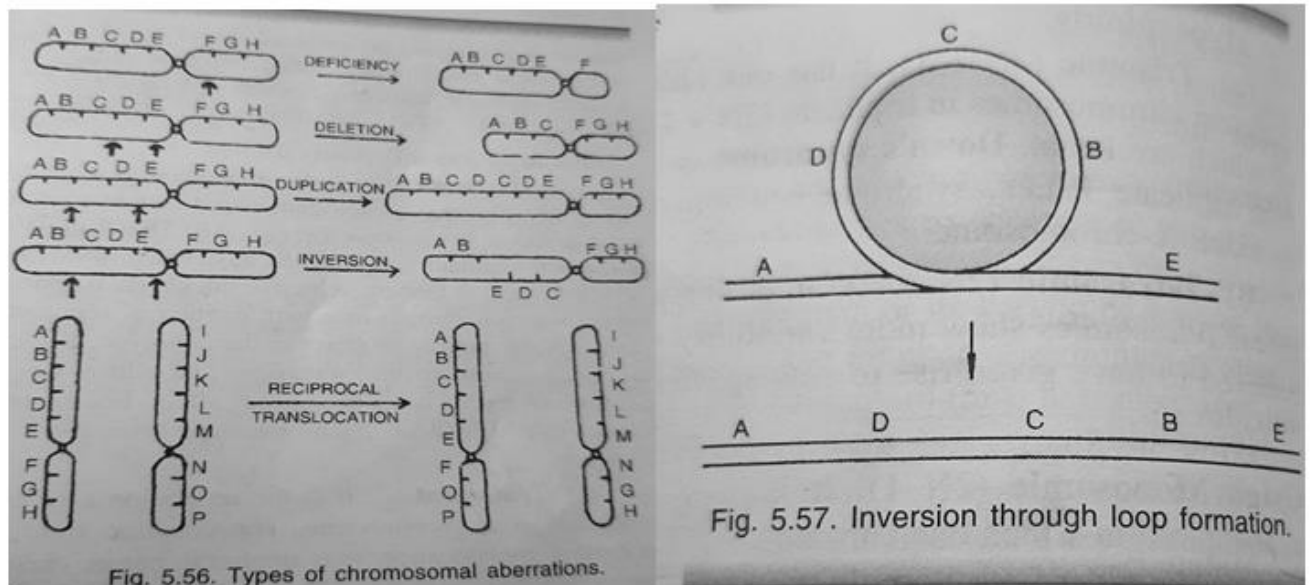 A B C D E F G H
DEFICIENCY
A B C D E F
A B C D E F G H
DELETION
A B C F G H
A B C D E F G H
DUPLICATION
A B C D C D E F G H
A B C D E F G H
INVERSION
A B F G H
E D C
A
B
C
D
E
F
G
H
I
J
K
L
M
N
O
P
RECIPROCAL
TRANSLOCATION
A
B
C
D
E
F
O
P
I
J
K
L
M
N
G
H
Fig. 5.56. Types of chromosomal aberrations.
C
D B
A E
A D C B E
Fig. 5.57. Inversion through loop formation.